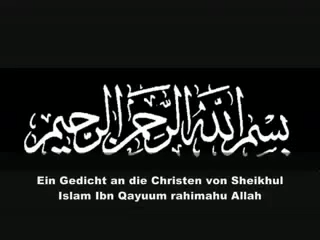 بسم الله الرحمن الرحيم
Ein Gedicht an die Christen von Sheikhul
Islam Ibn Qayuum rahimahu Allah